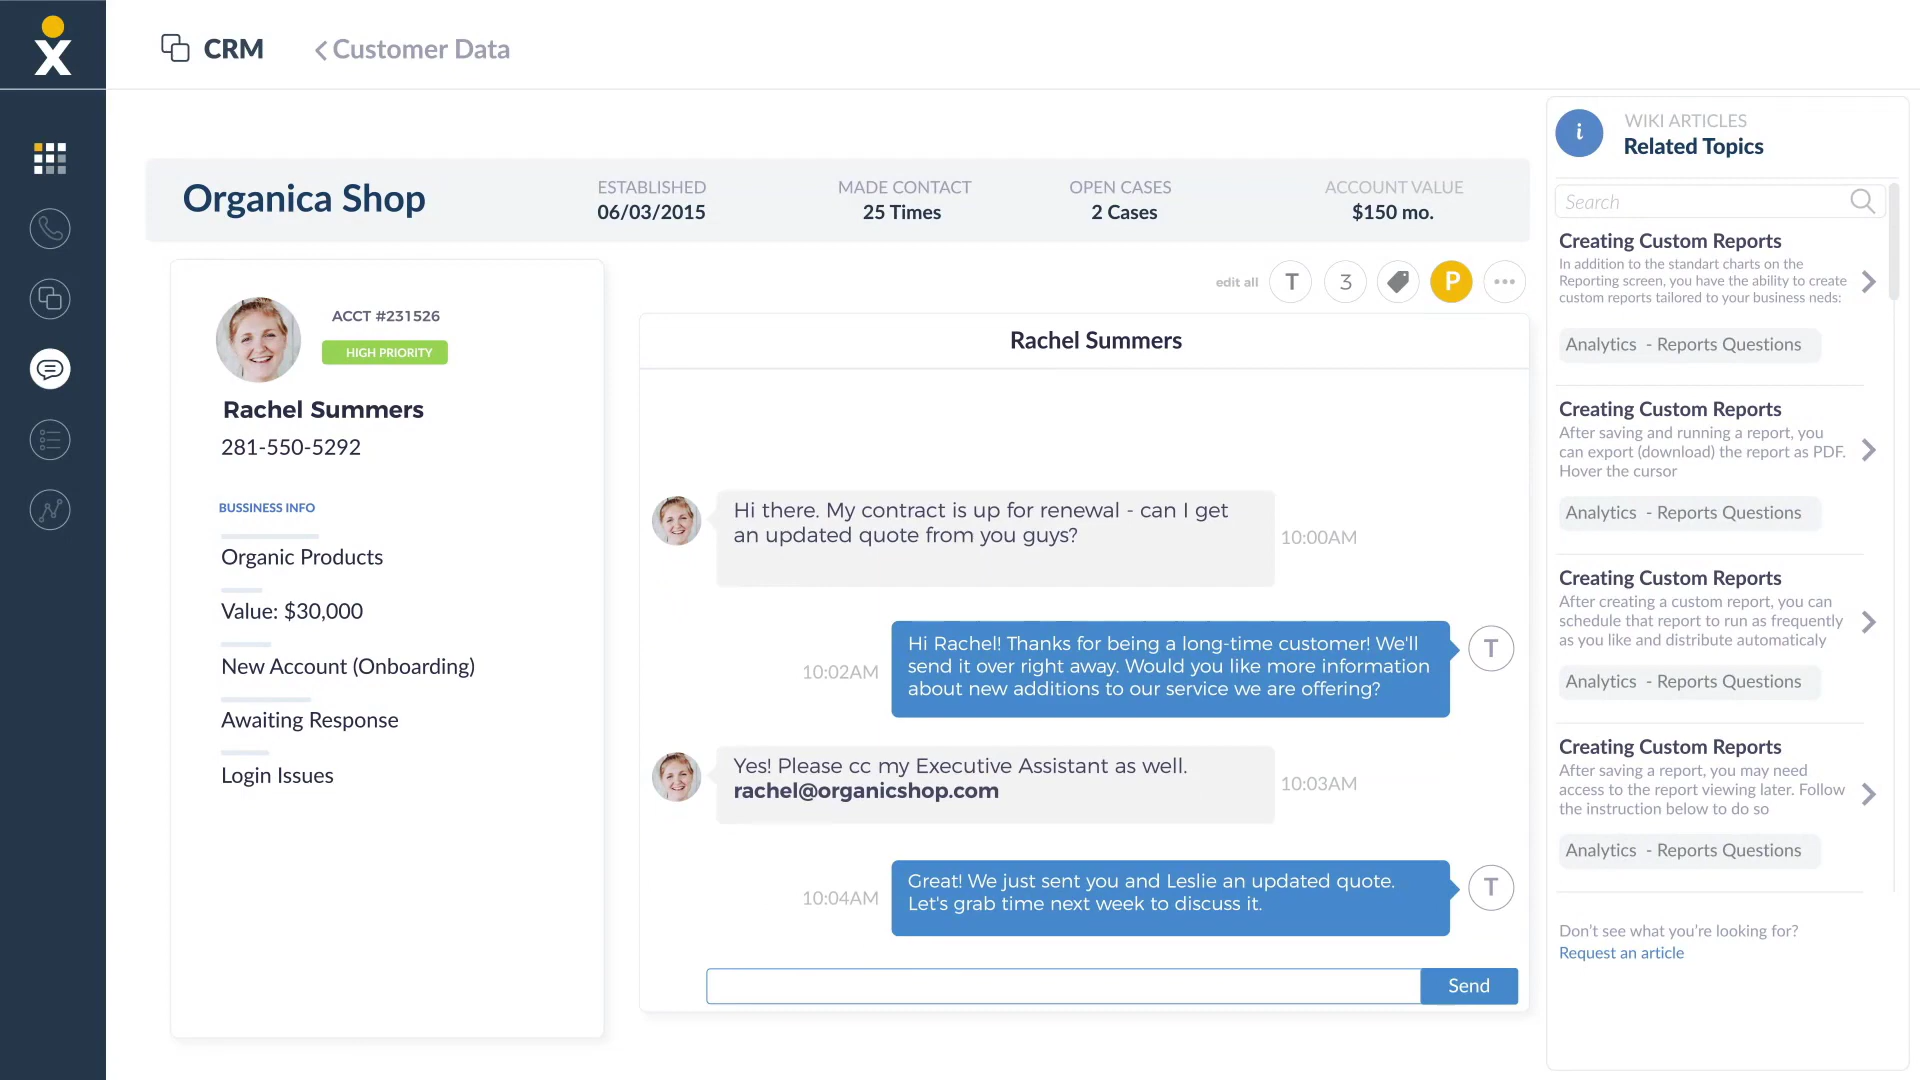 CRM
Customer Data
Organica Shop
ESTABLISHED
06/03/2015
MADE CONTACT
25 Times
OPEN CASES
2 Cases
ACCOUNT VALUE
$150 mo.
ACCT #231526
HIGH PRIORITY
Rachel Summers
281-550-5292
BUSSINESS INFO
Organic Products
Value: $30,000
New Account (Onboarding)
Awaiting Response
Login Issues
edit all
T
3
P
Rachel Summers
Hi there. My contract is up for renewal - can I get
an updated quote from you guys?
10:00AM
Hi Rachel! Thanks for being a long-time customer! We'll
send it over right away. Would you like more information
about new additions to our service we are offering?
10:02AM
T
Yes! Please cc my Executive Assistant as well.
rachel@organicshop.com
10:03AM
Great! We just sent you and Leslie an updated quote.
Let's grab time next week to discuss it.
10:04AM
T
Send
i
WIKI ARTICLES
Related Topics
Search
Creating Custom Reports
In addition to the standart charts on the
Reporting screen, you have the ability to create
custom reports tailored to your business neds:
Analytics - Reports Questions
Creating Custom Reports
After saving and running a report, you
can export (download) the report as PDF.
Hover the cursor
Analytics - Reports Questions
Creating Custom Reports
After creating a custom report, you can
schedule that report to run as frequently
as you like and distribute automaticaly
Analytics - Reports Questions
Creating Custom Reports
After saving a report, you may need
access to the report viewing later. Follow
the instruction below to do so
Analytics - Reports Questions
Don't see what you're looking for?
Request an article